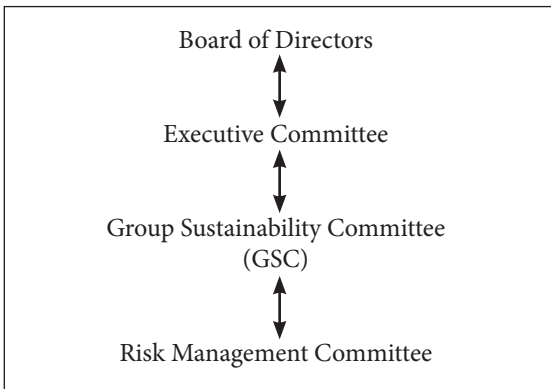 Board of Directors
Executive Committee
Group Sustainability Committee
(GSC)
Risk Management Committee